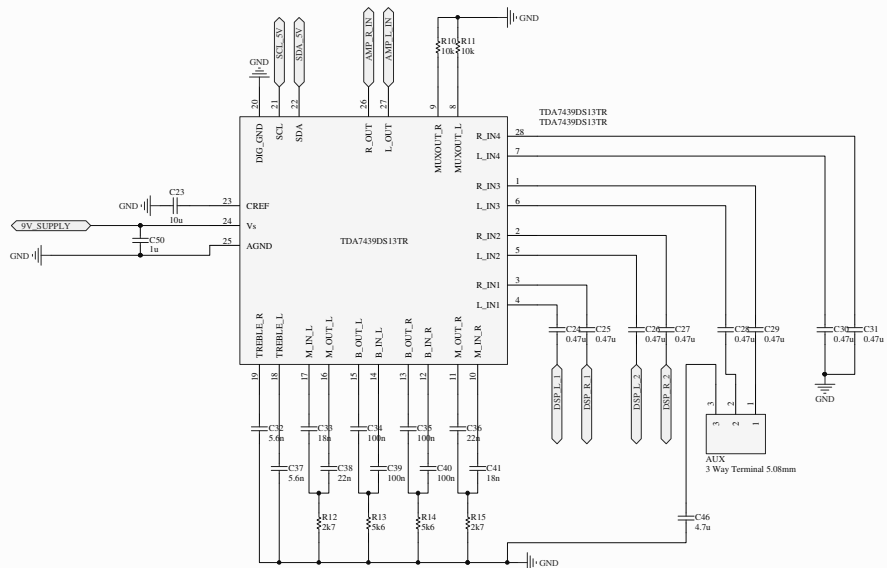 GND
SCL_5V
SDA_5V
AMP_R_IN
AMP_L_IN
R10
10k
R11
10k
GND
20
21
22
26
27
9
8
DIG_GND
SCL
SDA
R_OUT
L_OUT
MUXOUT_R
MUXOUT_L
TDA7439DS13TR
TDA7439DS13TR
R_IN4
28
L_IN4
7
R_IN3
1
L_IN3
6
R_IN2
2
L_IN2
5
R_IN1
3
L_IN1
4
GND
C23
10u
23
CREF
9V_SUPPLY
24
Vs
C50
1u
25
AGND
GND
TDA7439DS13TR
C24
0.47u
C25
0.47u
C26
0.47u
C27
0.47u
C28
0.47u
C29
0.47u
C30
0.47u
C31
0.47u
DSP_L_1
DSP_R_1
DSP_L_2
DSP_R_2
GND
TREBLE_R
TREBLE_L
M_IN_L
M_OUT_L
B_OUT_L
B_IN_L
B_OUT_R
B_IN_R
M_OUT_R
M_IN_R
19
18
17
16
15
14
13
12
11
10
3
2
1
3
2
1
AUX
3 Way Terminal 5.08mm
C32
5.6n
C33
18n
C34
100n
C35
100n
C36
22n
C37
5.6n
C38
22n
C39
100n
C40
100n
C41
18n
R12
2k7
R13
5k6
R14
5k6
R15
2k7
C46
4.7u
GND